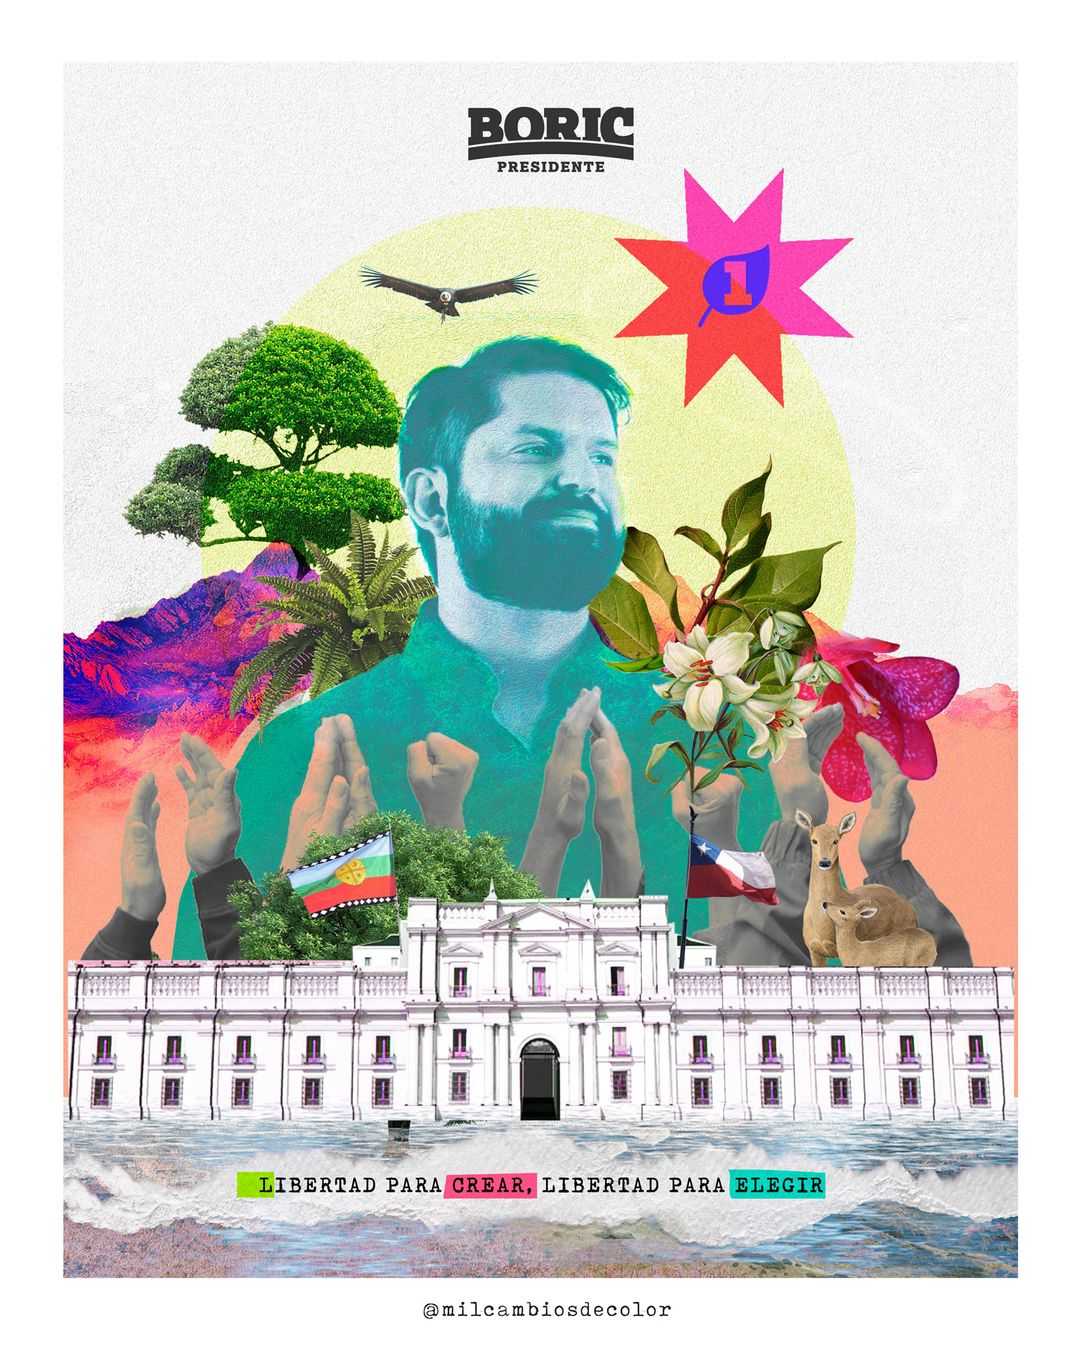 BORIC
PRESIDENTE
1
LIBERTAD PARA CREAR, LIBERTAD PARA ELEGIR
@milcambiosdecolor